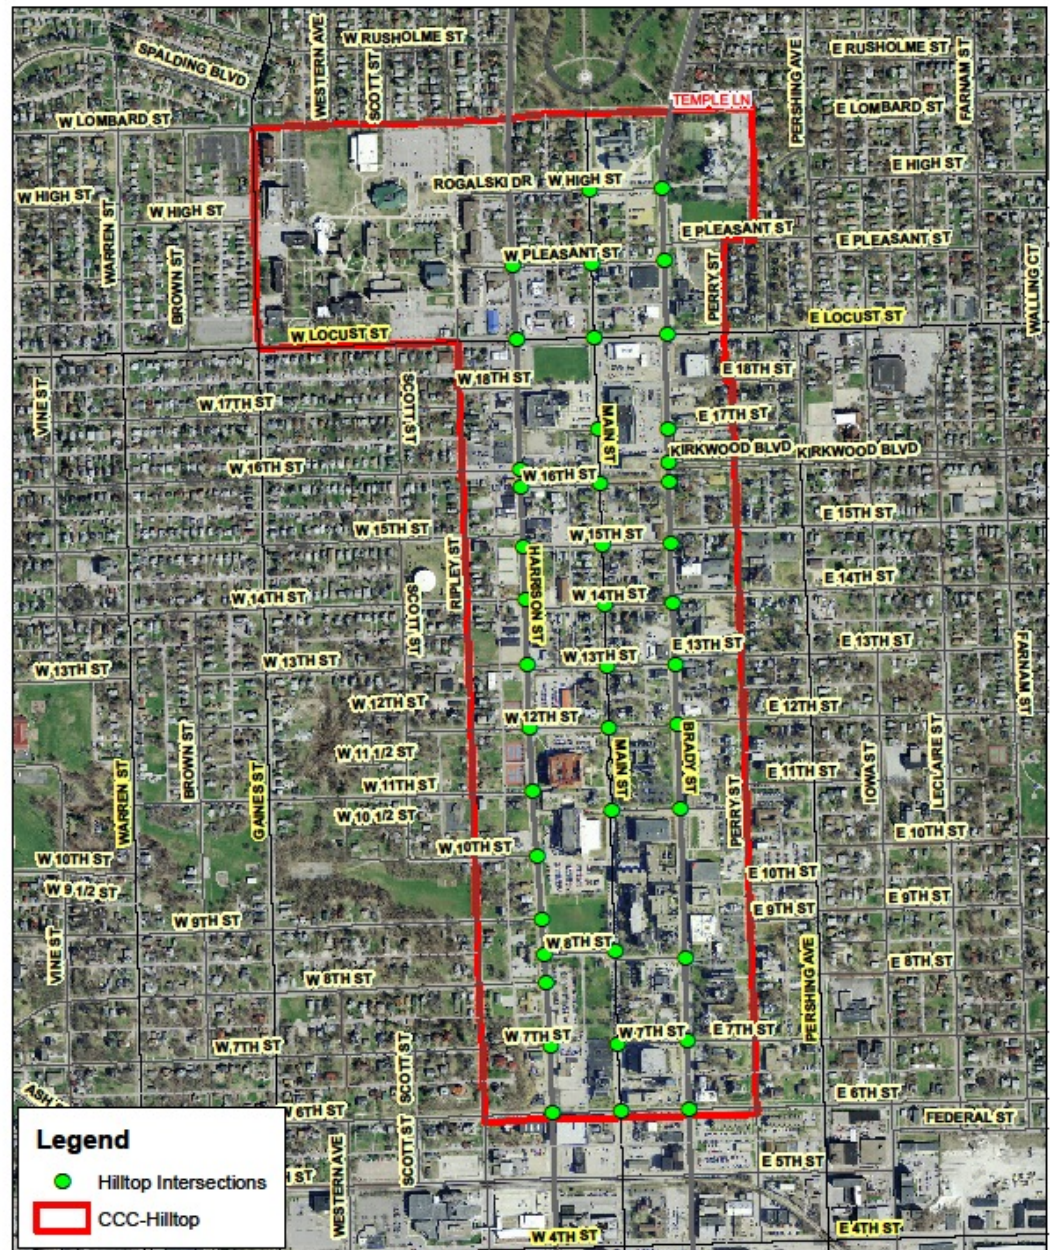 W RUSHOLME ST
E RUSHOLME ST
SPALDING BLVD
WESTERN AVE
SCOTT ST
PERSHING AVE
FARNAM ST
TEMPLE LN
W LOMBARD ST
E LOMBARD ST
E HIGH ST
ROGALSKI DR
W HIGH ST
W HIGH ST
W HIGH ST
WARREN ST
E PLEASANT ST
E PLEASANT ST
W PLEASANT ST
BROWN ST
PERRY ST
WALLING CT
E LOCUST ST
W LOCUST ST
W 18TH ST
E 18TH ST
VINE ST
SCOTT ST
W 17TH ST
MAIN ST
E 17TH ST
KIRKWOOD BLVD
KIRKWOOD BLVD
W 16TH ST
W 16TH ST
W 15TH ST
W 15TH ST
E 15TH ST
RIPLEY ST
HARRISON ST
E 14TH ST
W 14TH ST
W 14TH ST
SCOTT ST
E 13TH ST
E 13TH ST
W 13TH ST
W 13TH ST
W 13TH ST
FARNAM ST
W 12TH ST
W 12TH ST
E 12TH ST
BROWN ST
MAIN ST
BRADY ST
LECLAIRE ST
W 11 1/2 ST
IOWA ST
E 11TH ST
W 11TH ST
WARREN ST
GAINES ST
PERRY ST
W 10 1/2 ST
E 10TH ST
W 10TH ST
W 10TH ST
E 10TH ST
W 9 1/2 ST
E 9TH ST
E 9TH ST
W 9TH ST
VINE ST
W 8TH ST
E 8TH ST
W 8TH ST
PERSHING AVE
W 7TH ST
W 7TH ST
E 7TH ST
W 7TH ST
SCOTT ST
E 6TH ST
W 6TH ST
FEDERAL ST
Legend
Hilltop Intersections
CCC-Hilltop
WESTERN AVE
SCOTT ST
E 5TH ST
H ST
W 4TH ST
E 4TH ST